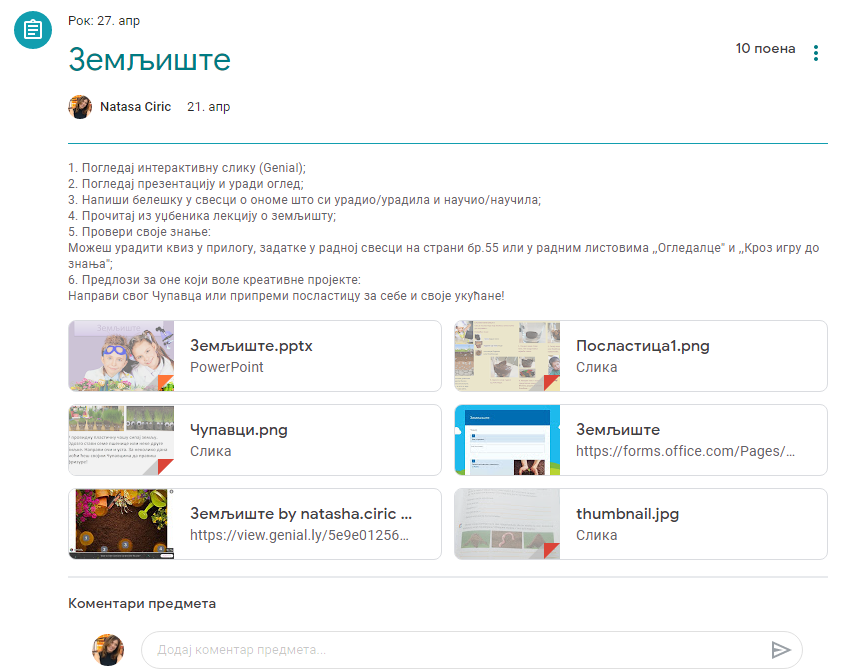 Рок: 27. апр
Земљиште
10 поена
Natasa Ciric 21. апр
1. Погледај интерактивну слику (Genial);
2. Погледај презентацију и уради оглед;
3. Напиши белешку у свесци о ономе што си урадио/урадила и научио/научила;
4. Прочитај из уџбеника лекцију о земљишту;
5. Провери своје знање:
Можеш урадити квиз у прилогу, задатке у радној свесци на страни бр.55 или у радним листовима „Огледалце" и „Кроз игру до
знања";
6. Предлози за оне који воле креативне пројекте:
Направи свог Чупавца или припреми посластицу за себе и своје укућане!
Земљиште
Земљиште.pptx
PowerPoint
Посластица1.png
Слика
Чупавци.png
Слика
Земљиште
https://forms.office.com/Pages/...
Земљиште by natasha.ciric ...
https://view.genial.ly/5e9e01256...
thumbnail.jpg
Слика
Коментари предмета
Додај коментар предмета...